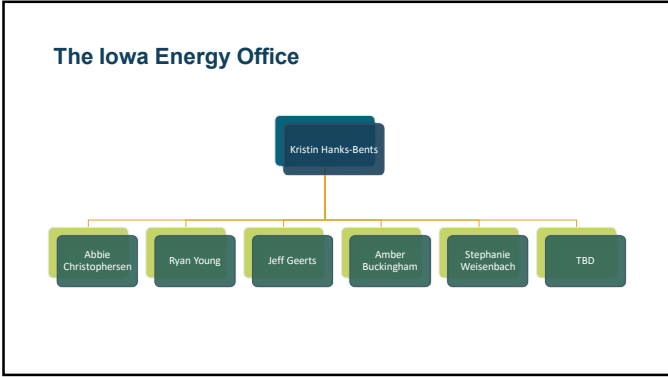 The Iowa Energy Office
Kristin Hanks-Bents
Abbie
Christophersen
Ryan Young
Jeff Geerts
Amber
Buckingham
Stephanie
Weisenbach
TBD